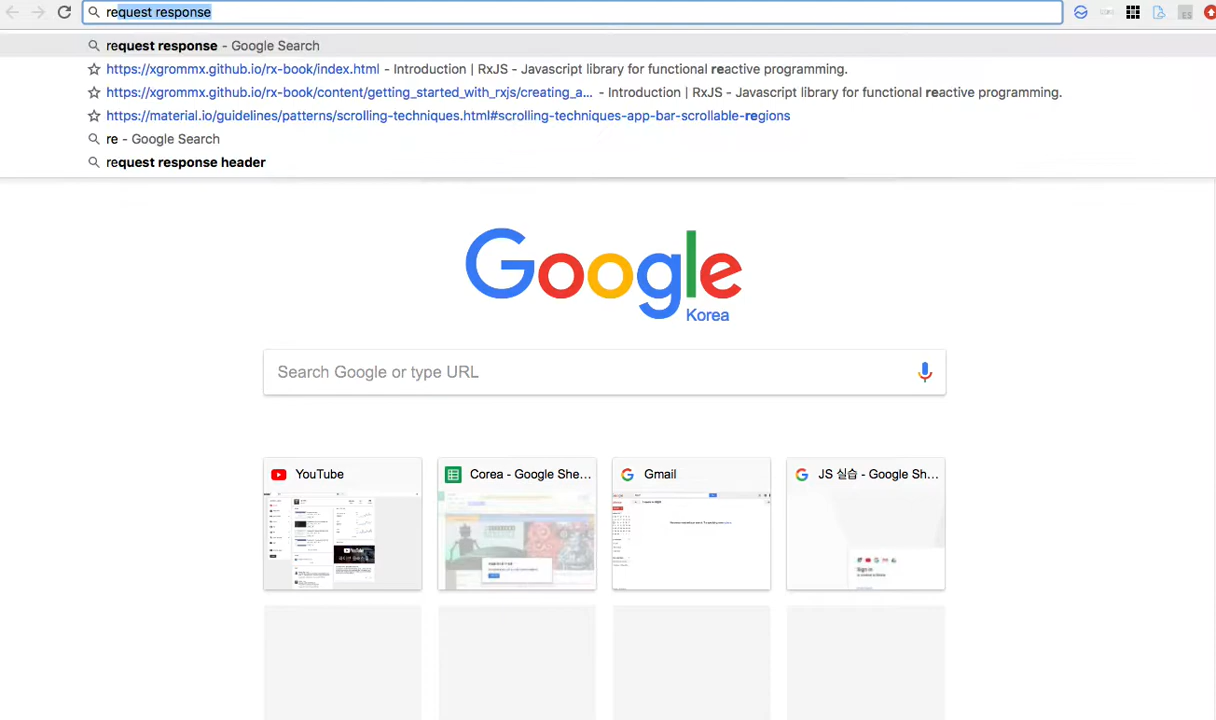 request response
request response - Google Search
https://xgrommx.github.io/rx-book/index.html - Introduction | RxJS - Javascript library for functional reactive programming.
https://xgrommx.github.io/rx-book/content/getting_started_with_rxjs/creating_a... - Introduction | RxJS - Javascript library for functional reactive programming.
https://material.io/guidelines/patterns/scrolling-techniques.html#scrolling-techniques-app-bar-scrollable-regions
re - Google Search
request response header
Google
Korea
Search Google or type URL
YouTube
Corea - Google She...
Gmail
JS 실습 - Google Sh...
YouTube
Sign in
ES